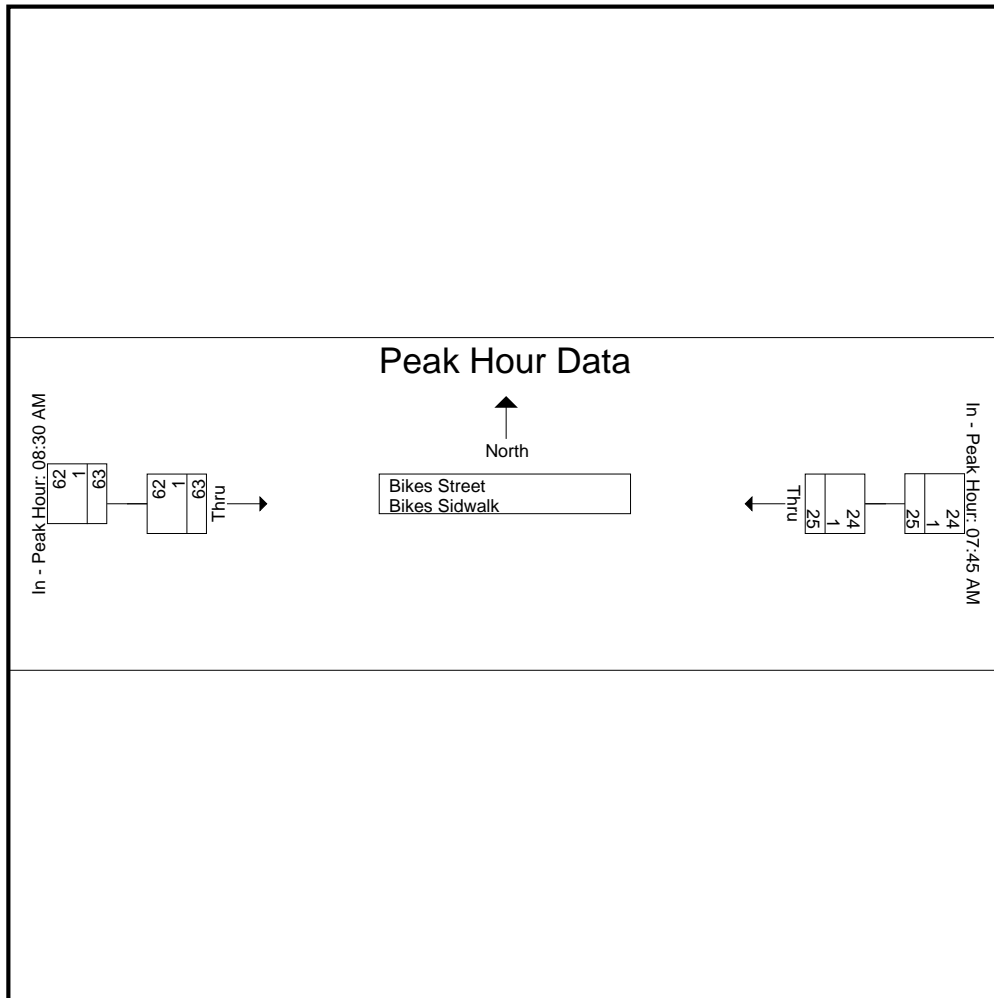 Peak Hour Data
North
Bikes Street
Bikes Sidwalk
In - Peak Hour: 08:30 AM
62
1
63
62
1
63
Thru
In - Peak Hour: 07:45 AM
24
1
25
24
1
25
Thru